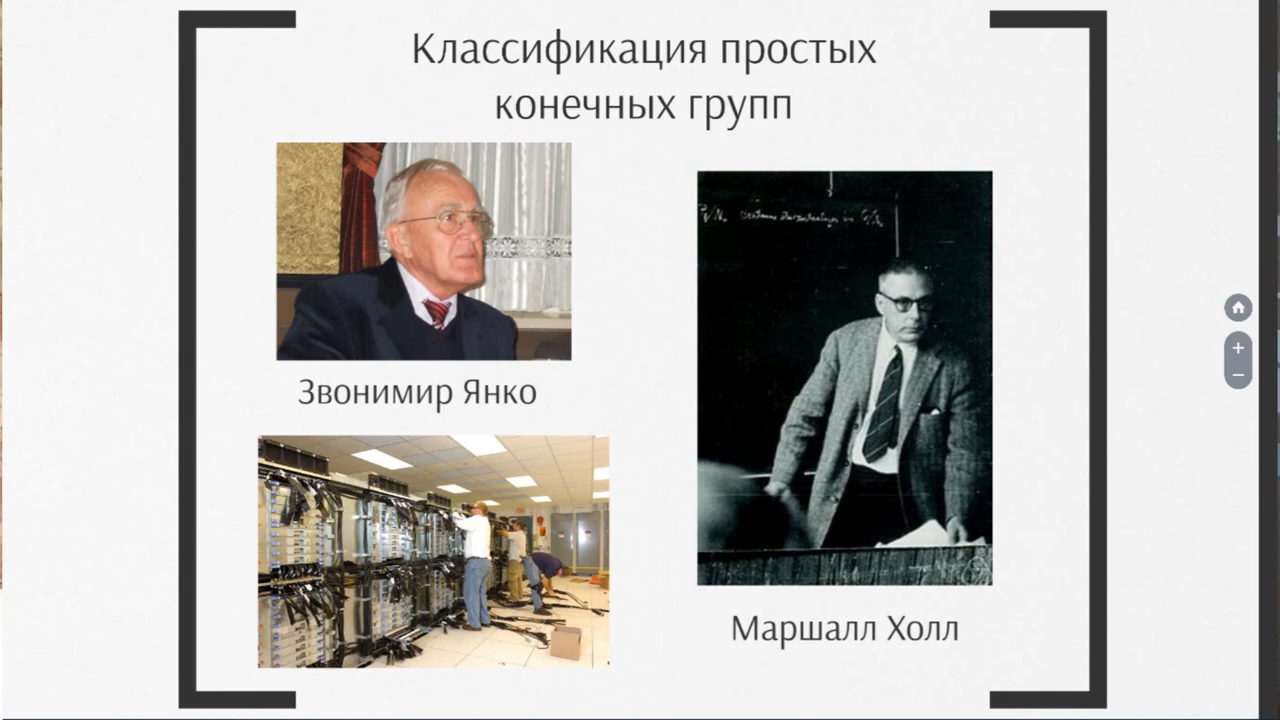 Классификация простых
конечных групп
Звонимир Янко
Маршалл Холл